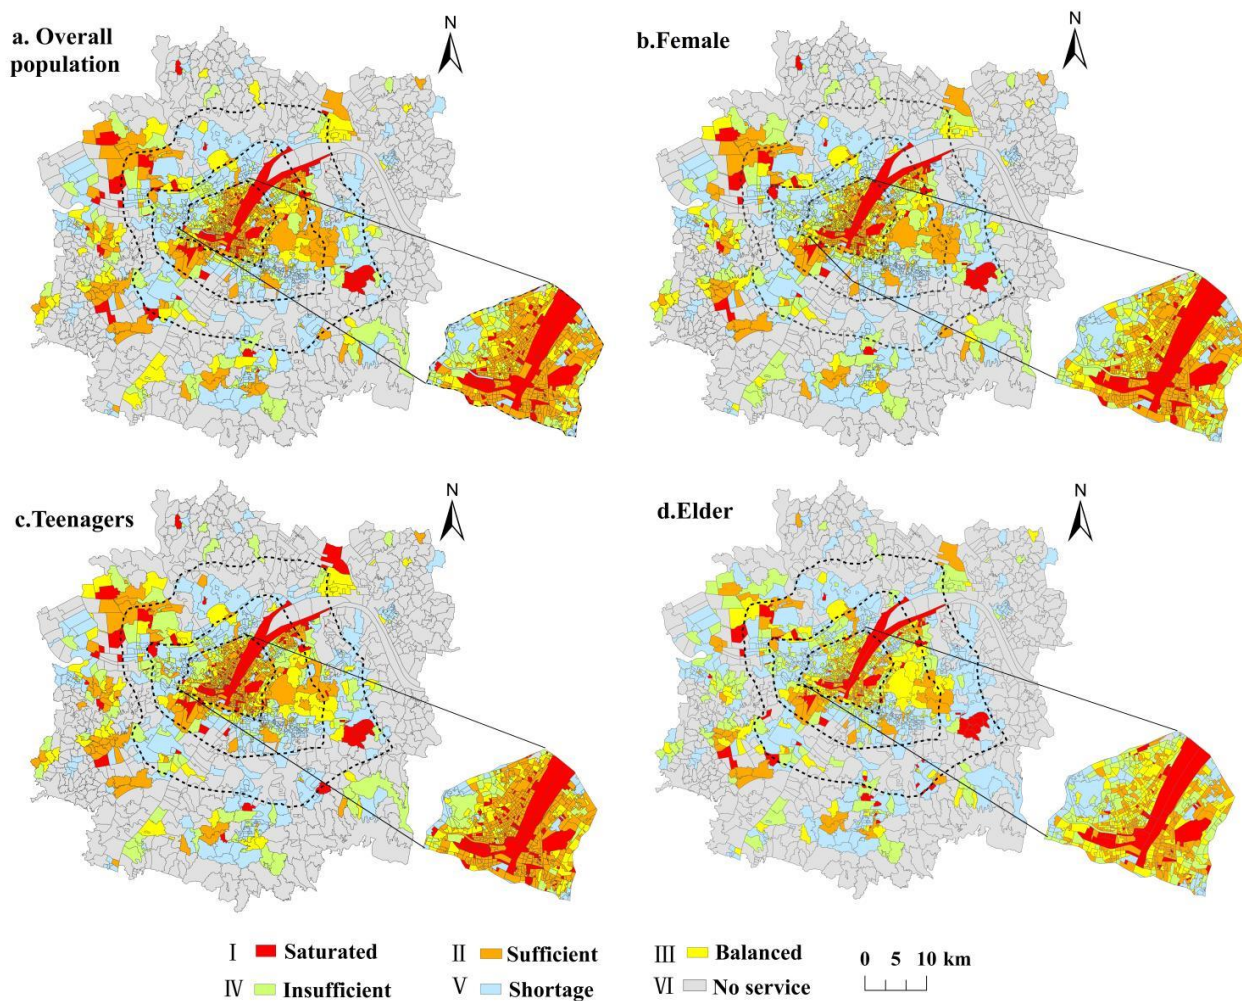 a. Overall
population
N
b.Female
N
c.Teenagers
N
d.Elder
N
Ⅰ Saturated
Ⅱ Sufficient
Ⅲ Balanced
Ⅳ Insufficient
Ⅴ Shortage
Ⅵ No service
0 5 10 km